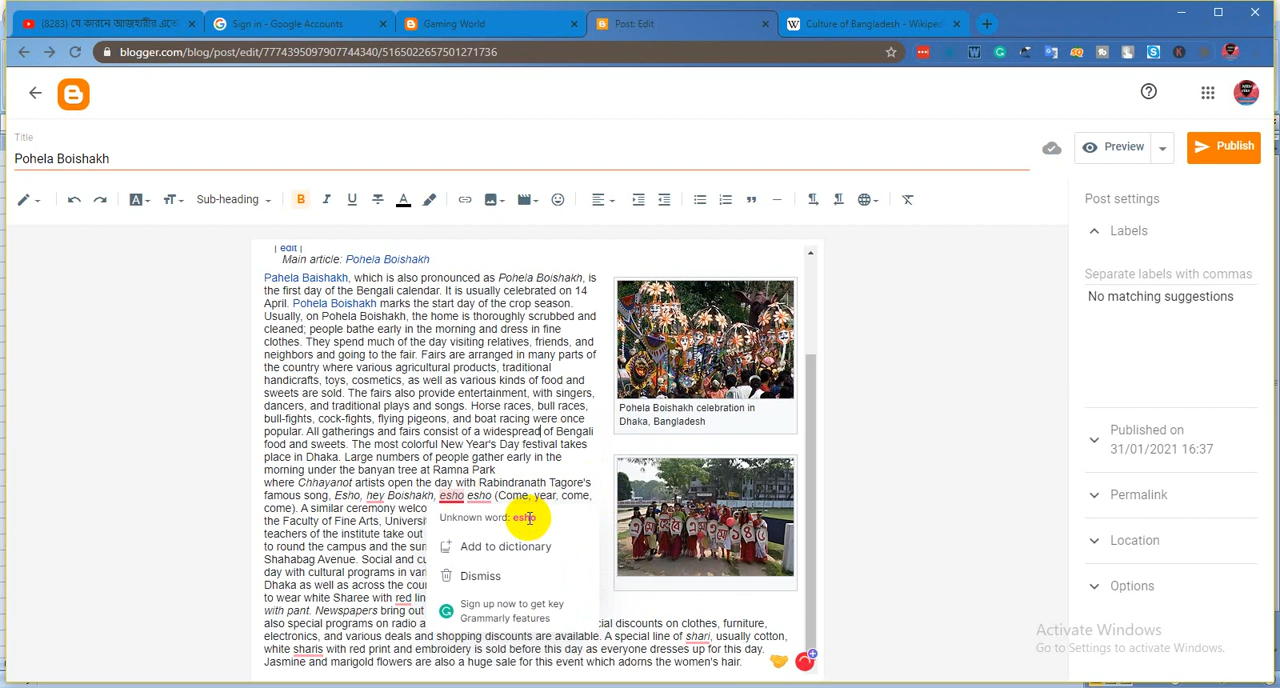 (8283) যে কারনে আজহারীর এতো
Sign in - Google Accounts
Gaming World
Post: Edit
Culture of Bangladesh - Wikiped
blogger.com/blog/post/edit/7774395097907744340/5165022657501271736
Title
Pohela Boishakh
Preview
Publish
Sub-heading
B
Post settings
Labels
Separate labels with commas
No matching suggestions
Published on
31/01/2021 16:37
Permalink
Location
Options
[ edit ]
Main article: Pohela Boishakh
Pahela Baishakh, which is also pronounced as Pohela Boishakh, is
the first day of the Bengali calendar. It is usually celebrated on 14
April. Pohela Boishakh marks the start day of the crop season.
Usually, on Pohela Boishakh, the home is thoroughly scrubbed and
cleaned; people bathe early in the morning and dress in fine
clothes. They spend much of the day visiting relatives, friends, and
neighbors and going to the fair. Fairs are arranged in many parts of
the country where various agricultural products, traditional
handicrafts, toys, cosmetics, as well as various kinds of food and
sweets are sold. The fairs also provide entertainment, with singers,
dancers, and traditional plays and songs. Horse races, bull races,
bull-fights, cock-fights, flying pigeons, and boat racing were once
popular. All gatherings and fairs consist of a widespread of Bengali
food and sweets. The most colorful New Year's Day festival takes
place in Dhaka. Large numbers of people gather early in the
morning under the banyan tree at Ramna Park
where Chhayanot artists open the day with Rabindranath Tagore's
famous song, Esho, hey Boishakh, esho esho (Come, year, come,
come). A similar ceremony welco
the Faculty of Fine Arts, Universi
teachers of the institute take out
to round the campus and the sur
Shahabag Avenue. Social and cu
day with cultural programs in vari
Dhaka as well as across the cour
to wear white Sharee with red lin
with pant. Newspapers bring out
also special programs on radio a cial discounts on clothes, furniture,
electronics, and various deals and shopping discounts are available. A special line of shari, usually cotton,
white sharis with red print and embroidery is sold before this day as everyone dresses up for this day.
Jasmine and marigold flowers are also a huge sale for this event which adorns the women's hair.
Pohela Boishakh celebration in
Dhaka, Bangladesh
Unknown word: esho
Add to dictionary
Dismiss
Sign up now to get key
Grammarly features
Activate Windows
Go to Settings to activate Windows.